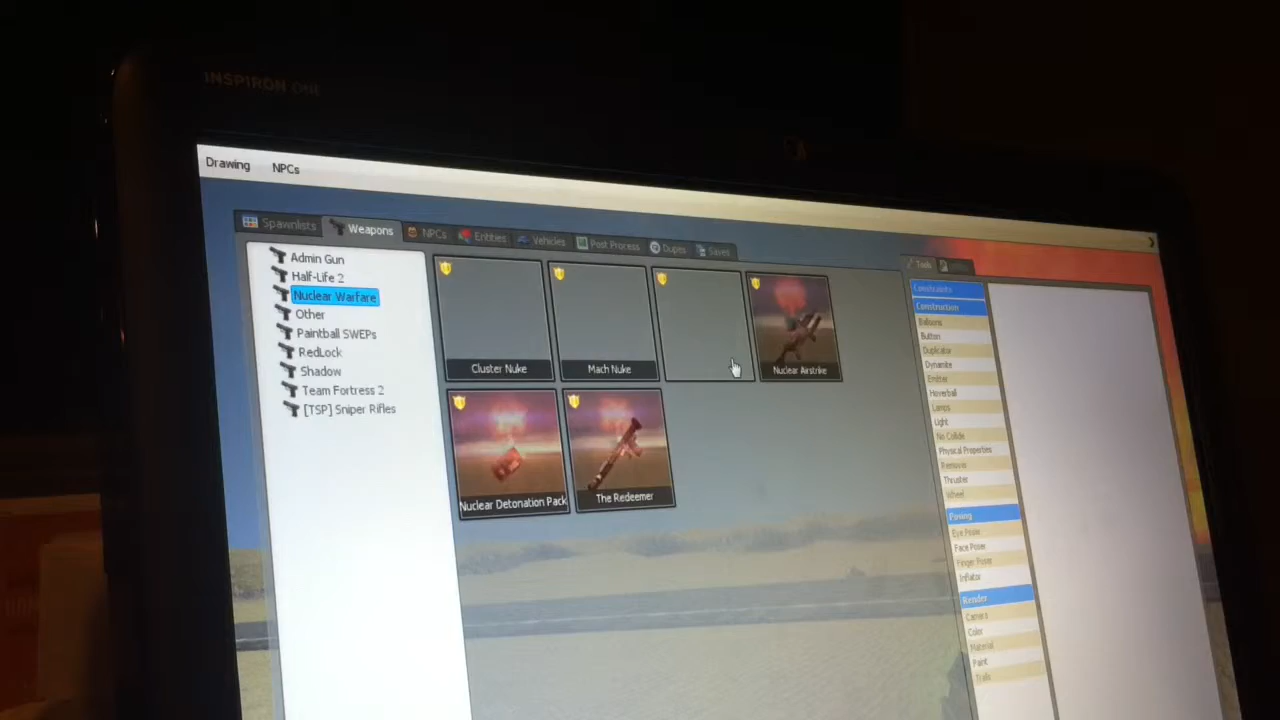 INSPIRON ONE
Drawing NPCs
Spawnlists Weapons NPCs Entities Vehicles Post Process Dupes Saves
Admin Gun
Half-Life 2
Nuclear Warfare
Other
Paintball SWEPs
RedLock
Shadow
Team Fortress 2
[TSP] Sniper Rifles
Cluster Nuke
Mach Nuke
Nuclear Airstrike
Nuclear Detonation Pack
The Redeemer
Tools
Constraints
Construction
Balloons
Button
Duplicator
Dynamite
Emitter
Hoverball
Lamps
Light
No Collide
Physical Properties
Remover
Thruster
Wheel
Posing
Eye Poser
Face Poser
Finger Poser
Inflator
Render
Camera
Color
Material
Paint
Trails